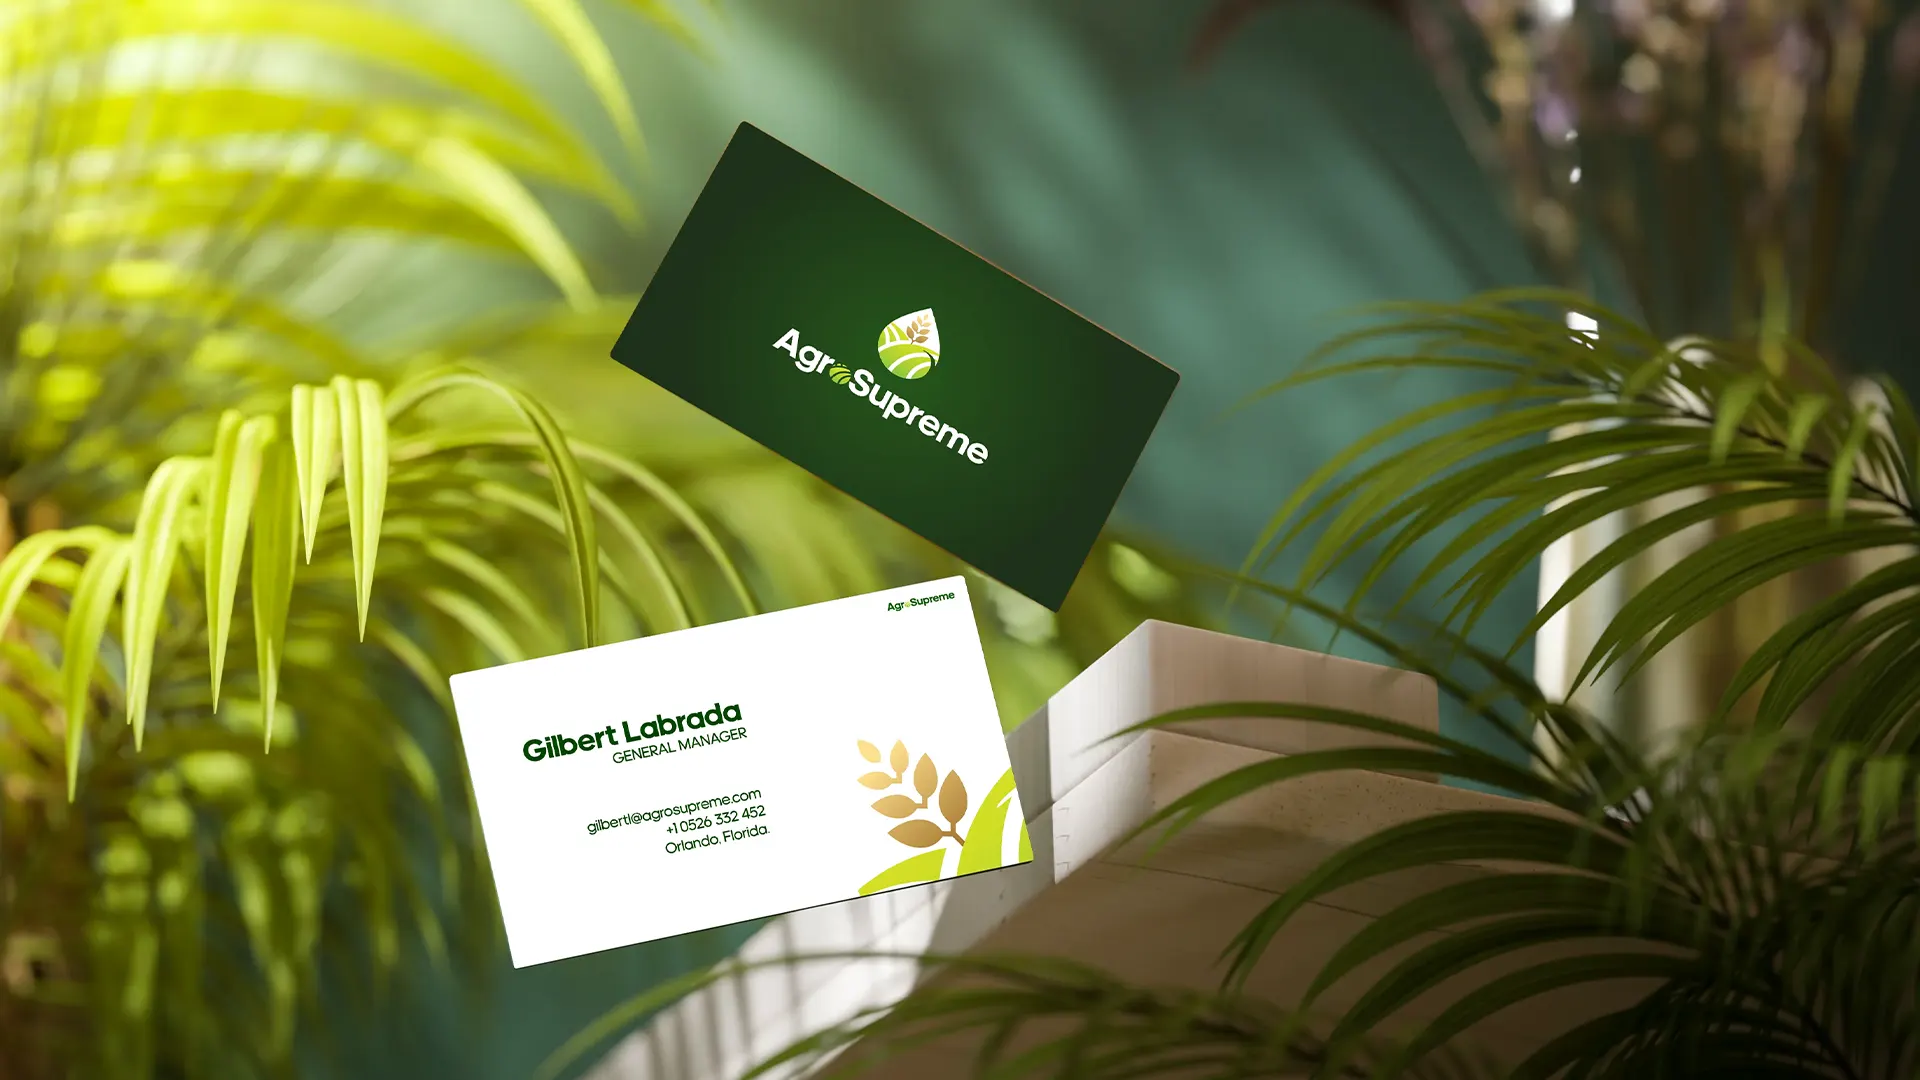 AgroSupreme
AgroSupreme
Gilbert Labrada
GENERAL MANAGER
gilbertl@agrosupreme.com
+1 0526 332 452
Orlando, Florida.